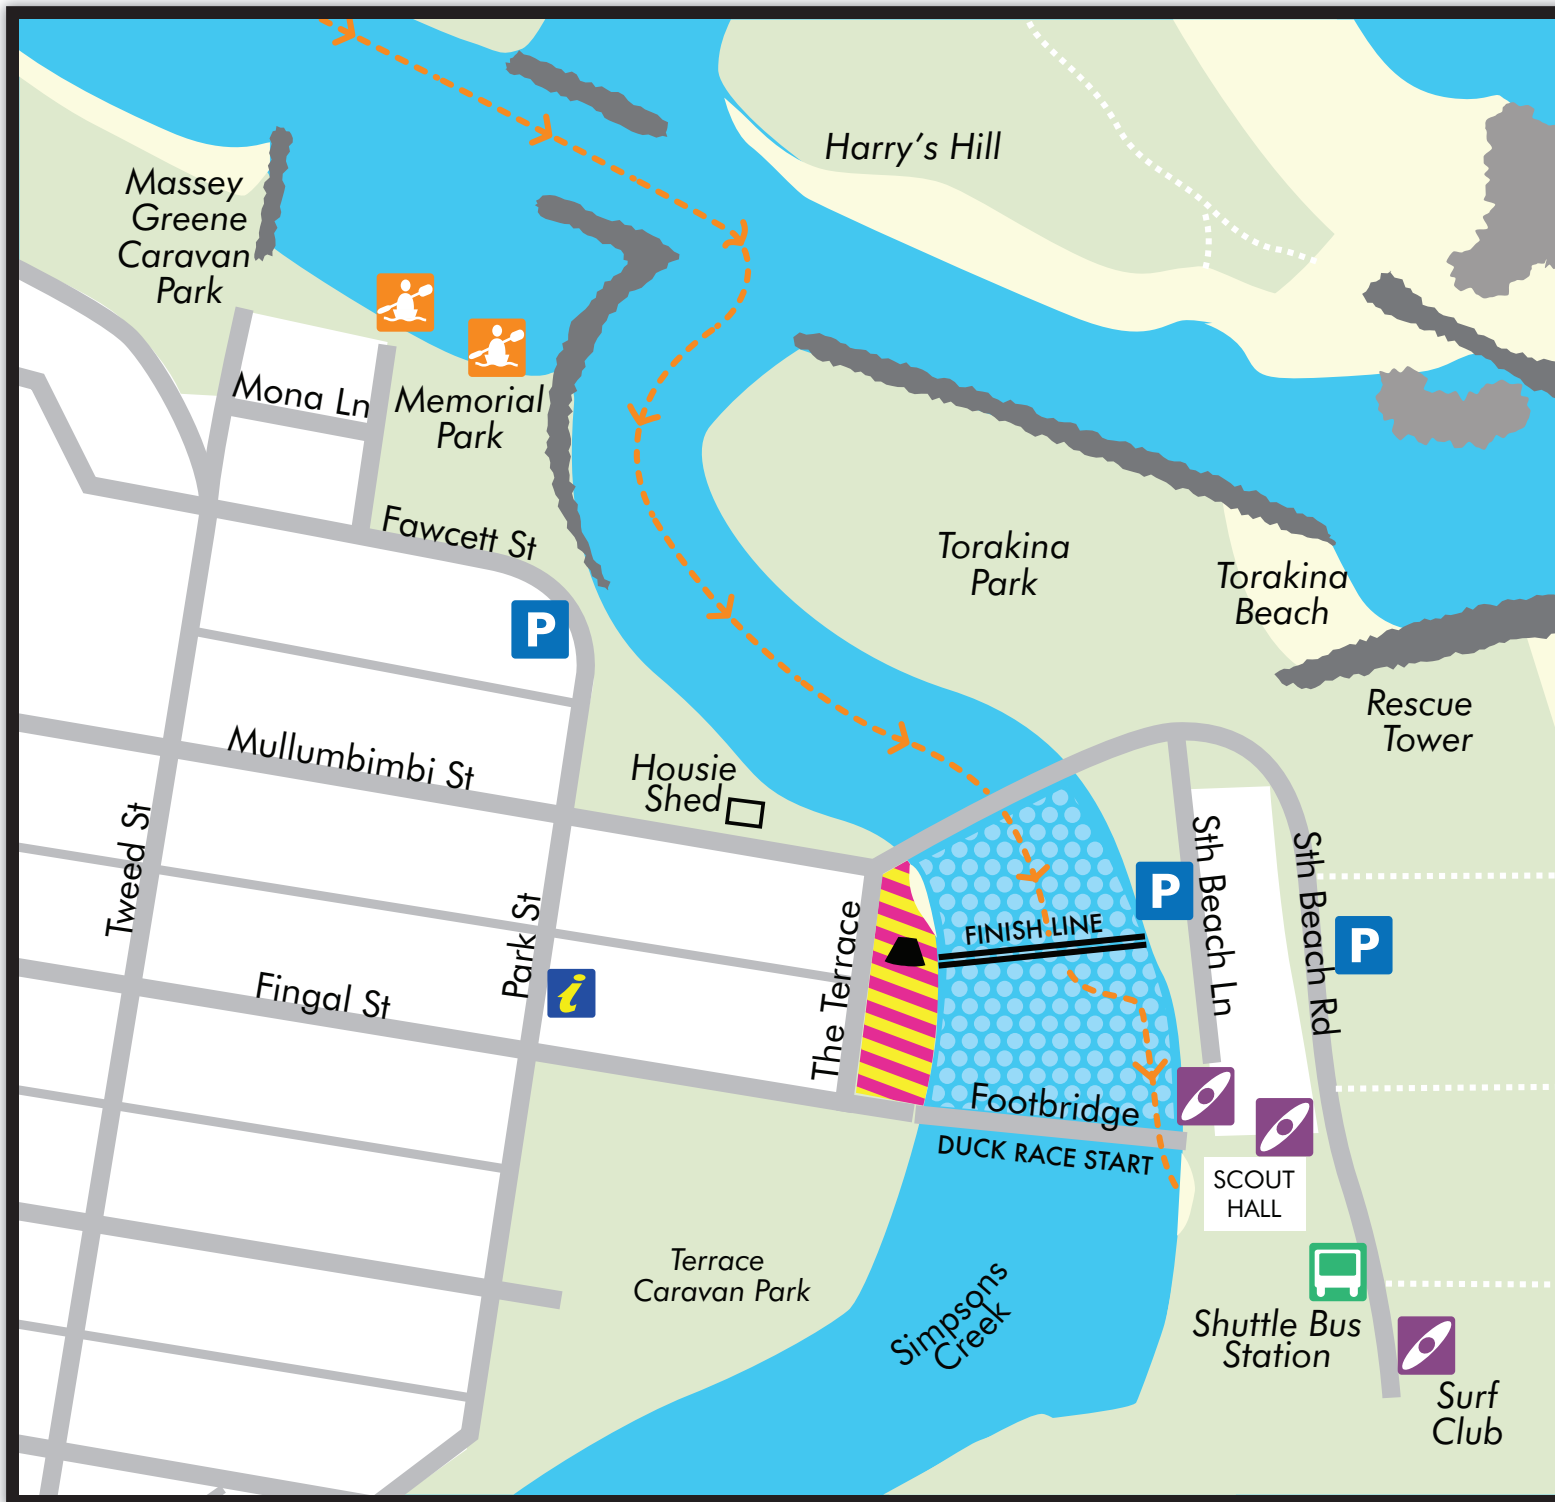 Harry's Hill
Massey
Greene
Caravan
Park
Mona Ln
Memorial
Park
Fawcett St
P
Torakina
Park
Torakina
Beach
Rescue
Tower
Mullumbimbi St
Housie
Shed
Tweed St
Park St
Fingal St
i
The Terrace
FINISH LINE
P
Sth Beach Ln
Sth Beach Rd
P
Footbridge
DUCK RACE START
SCOUT
HALL
Terrace
Caravan Park
Simpsons
Creek
Shuttle Bus
Station
Surf
Club